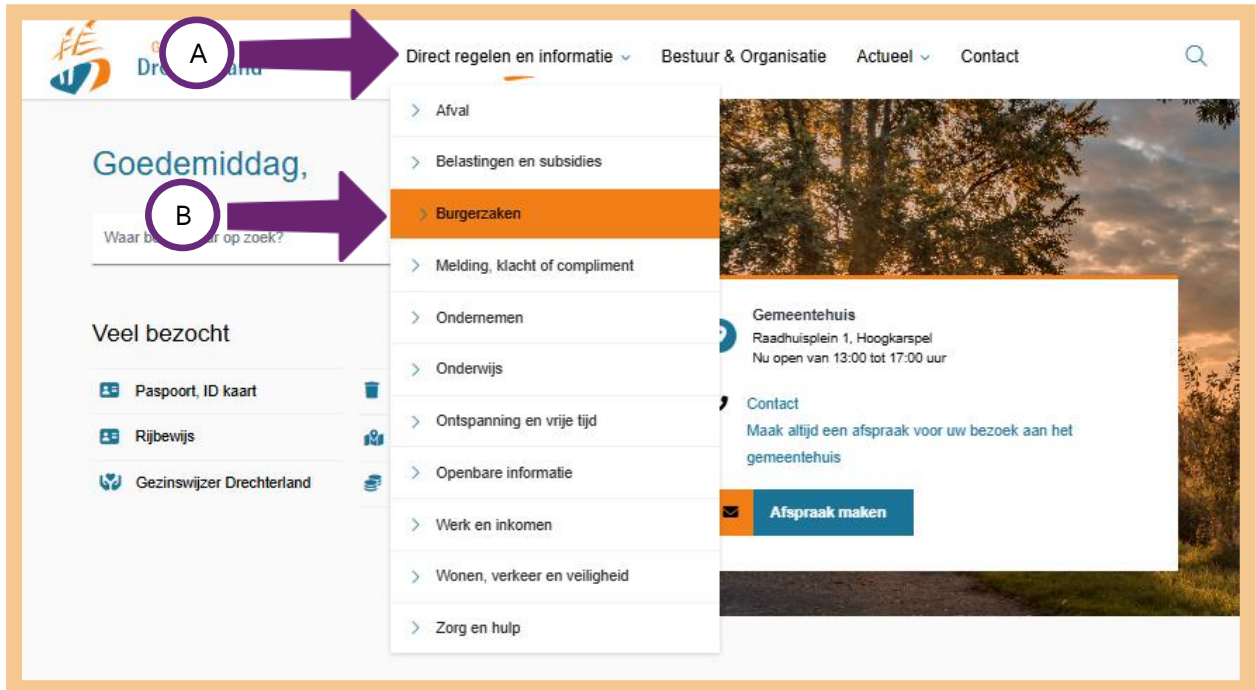 A
Direct regelen en informatie
Bestuur & Organisatie
Actueel
Contact
Goedemiddag,
B
Waar op zoek?
Afval
Belastingen en subsidies
Burgerzaken
Melding, klacht of compliment
Ondernemen
Onderwijs
Ontspanning en vrije tijd
Openbare informatie
Werk en inkomen
Wonen, verkeer en veiligheid
Zorg en hulp
Veel bezocht
Paspoort, ID kaart
Rijbewijs
Gezinswijzer Drechterland
Gemeentehuis
Raadhuisplein 1, Hoogkarspel
Nu open van 13:00 tot 17:00 uur
Contact
Maak altijd een afspraak voor uw bezoek aan het
gemeentehuis
Afspraak maken